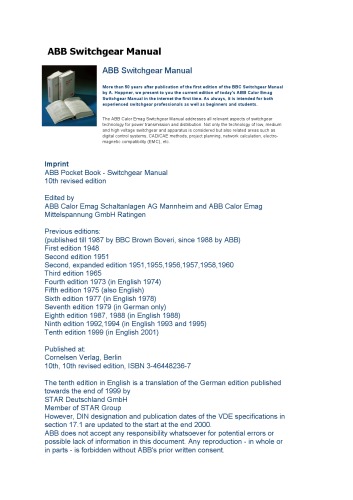 ABB Switchgear Manual
ABB Switchgear Manual
More than 50 years after publication of the first edition of the BBC Switchgear Manual
by A. Hoppner, we present to you the current edition of today's ABB Calor Emag
Switchgear Manual in the internet the first time. As always, it is intended for both
experienced switchgear professionals as well as beginners and students.
The ABB Calor Emag Switchgear Manual addresses all relevant aspects of switchgear
technology for power transmission and distribution. Not only the technology of low, medium
and high voltage switchgear and apparatus is considered but also related areas such as
digital control systems, CAD/CAE methods, project planning, network calculation, electro-
magnetic compatibility (EMC), etc.
Imprint
ABB Pocket Book - Switchgear Manual
10th revised edition
Edited by
ABB Calor Emag Schaltanlagen AG Mannheim and ABB Calor Emag
Mittelspannung GmbH Ratingen
Previous editions:
(published till 1987 by BBC Brown Boveri, since 1988 by ABB)
First edition 1948
Second edition 1951
Second, expanded edition 1951,1955,1956,1957,1958,1960
Third edition 1965
Fourth edition 1973 (in English 1974)
Fifth edition 1975 (also English)
Sixth edition 1977 (in English 1978)
Seventh edition 1979 (in German only)
Eighth edition 1987, 1988 (in English 1988)
Ninth edition 1992,1994 (in English 1993 and 1995)
Tenth edition 1999 (in English 2001)
Published at:
Cornelsen Verlag, Berlin
10th, 10th revised edition, ISBN 3-46448236-7
The tenth edition in English is a translation of the German edition published
towards the end of 1999 by
STAR Deutschland GmbH
Member of STAR Group
However, DIN designation and publication dates of the VDE specifications in
section 17.1 are updated to the start at the end 2000.
ABB does not accept any responsibility whatsoever for potential errors or
possible lack of information in this document. Any reproduction - in whole or
in parts - is forbidden without ABB's prior written consent.